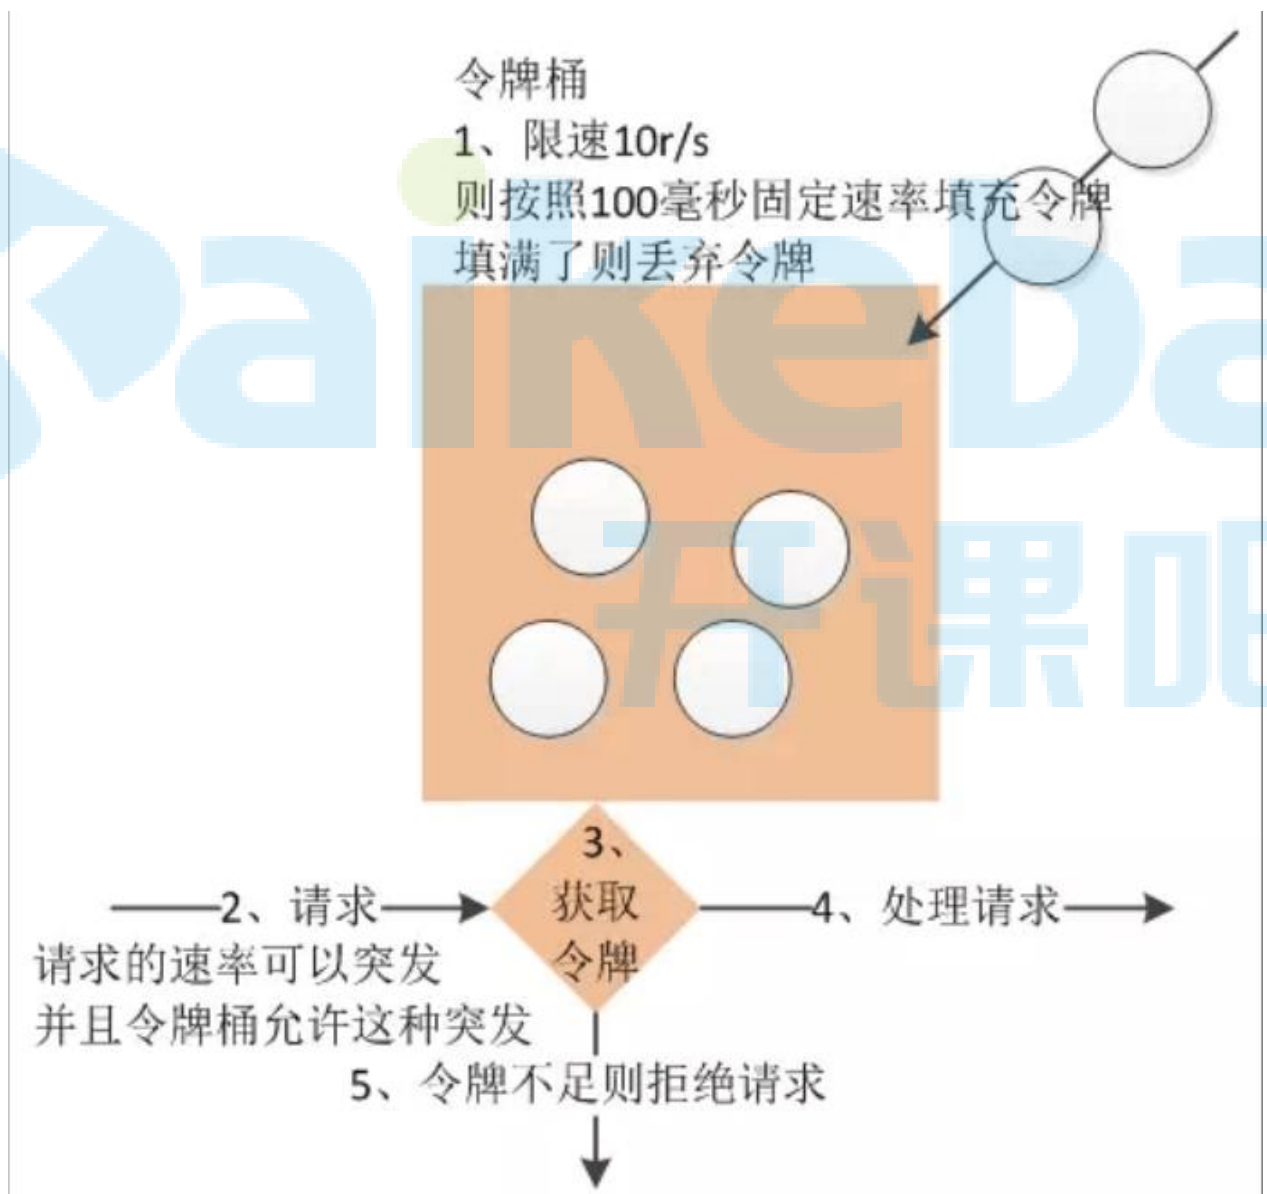 令牌桶
1、限速10r/s
则按照100毫秒固定速率填充令牌
填满了则丢弃令牌
aikeba
开课吧
3、
获取
令牌
2、请求
4、处理请求
请求的速率可以突发
并且令牌桶允许这种突发
5、令牌不足则拒绝请求